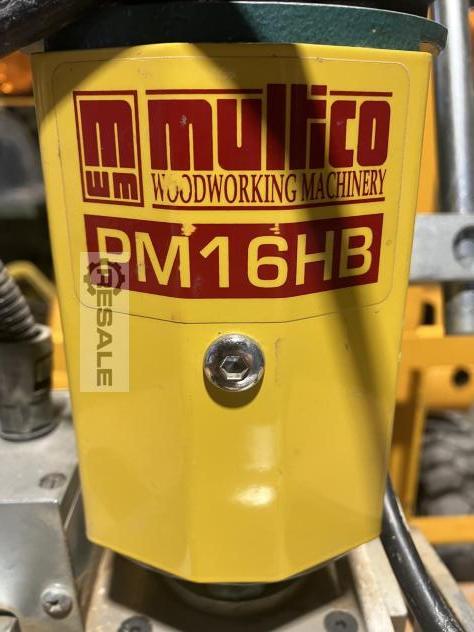 multico
WOODWORKING MACHINERY
PM16HB
RESALE